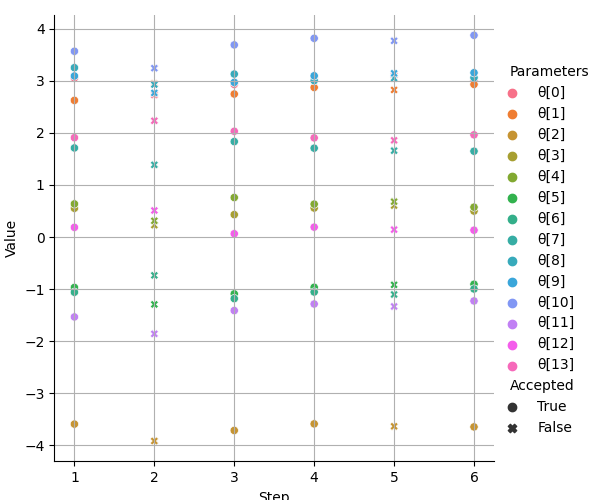 4
3
2
1
0
−1
−2
−3
−4
Value
1 2 3 4 5 6
Step
Parameters
θ[0]
θ[1]
θ[2]
θ[3]
θ[4]
θ[5]
θ[6]
θ[7]
θ[8]
θ[9]
θ[10]
θ[11]
θ[12]
θ[13]
Accepted
True
False